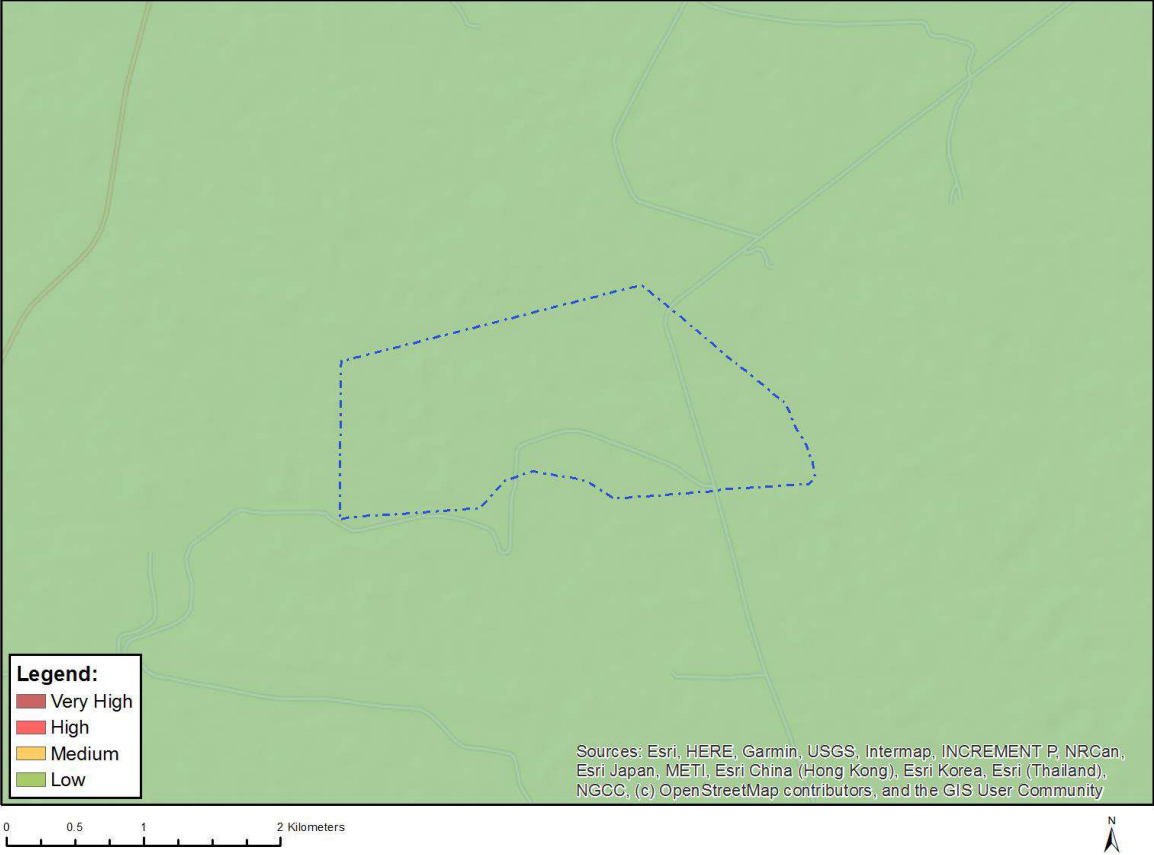 Legend:
Very High
High
Medium
Low
Sources: Esri, HERE, Garmin, USGS, Intermap, INCREMENT P, NRCan,
Esri Japan, METI, Esri China (Hong Kong), Esri Korea, Esri (Thailand),
NGCC, (c) OpenStreetMap contributors, and the GIS User Community
0 0.5 1 2 Kilometers
N